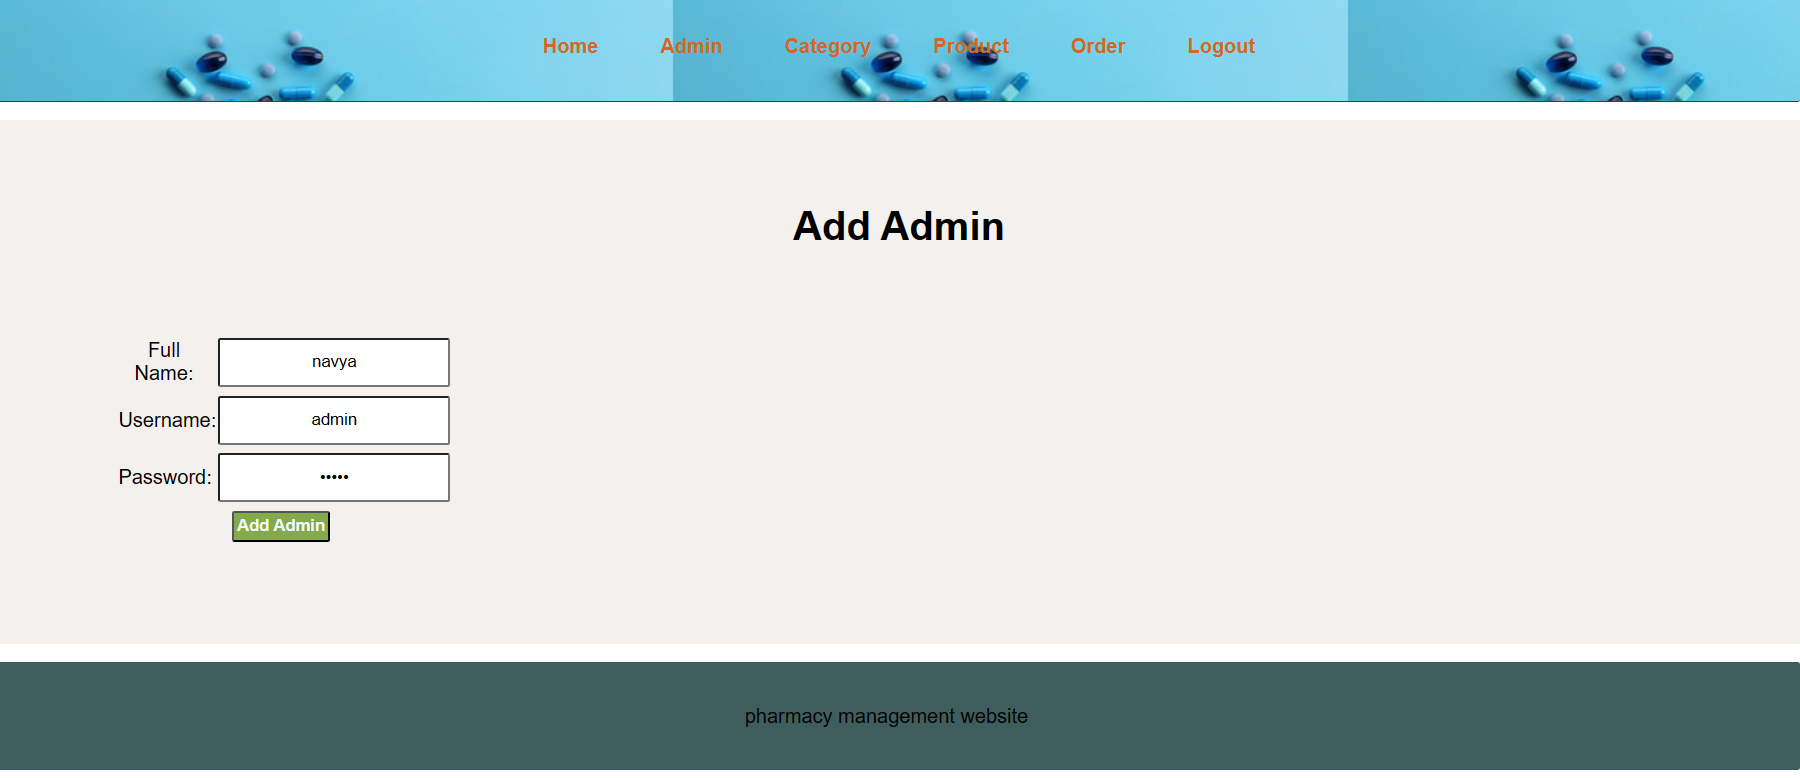 Home Admin Category Product Order Logout
Add Admin
Full
Name:
navya
Username:
admin
Password:
•••••
Add Admin
pharmacy management website